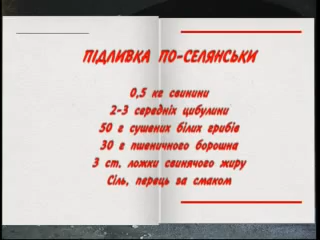 ПІДЛИВКА ПО-СЕЛЯНСЬКИ
0,5 кг свинини
2-3 середніх цибулини
50 г сушених білих грибів
30 г пшеничного борошна
3 ст. ложки свинячого жиру
Сіль, перець за смаком